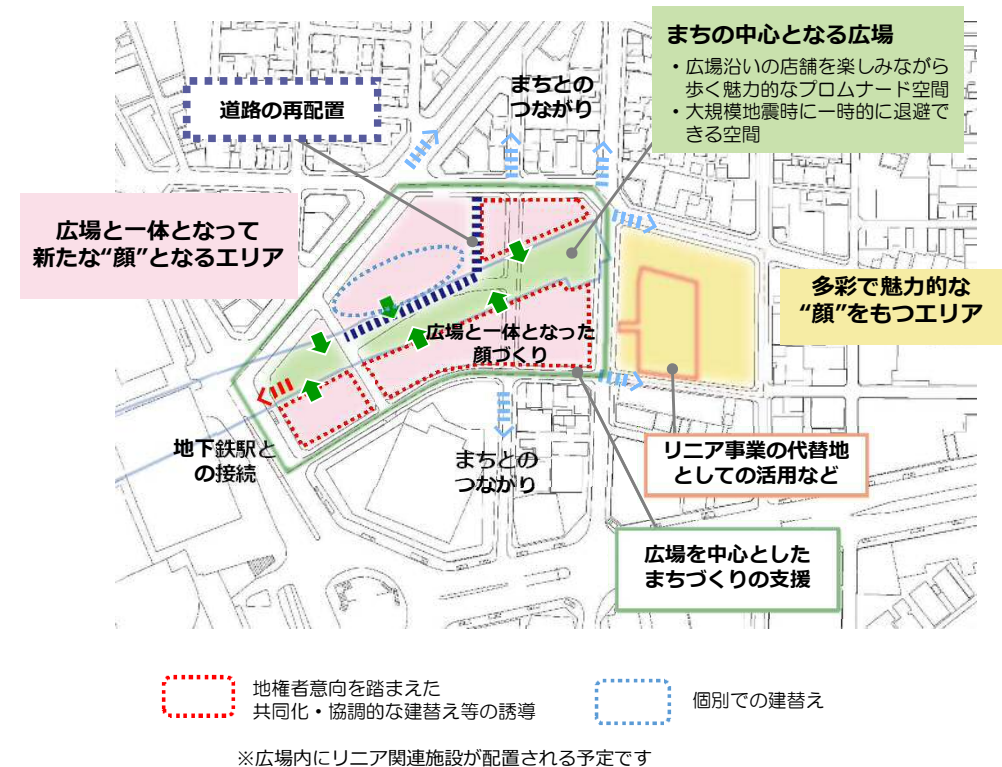 まちの中心となる広場
・広場沿いの店舗を楽しみながら
歩く魅力的なプロムナード空間
・大規模地震時に一時的に退避で
きる空間
まちとの
つながり
道路の再配置
広場と一体となって
新たな“顔”となるエリア
多彩で魅力的な
“顔”をもつエリア
広場と一体となった
顔づくり
地下鉄駅と
の接続
まちとの
つながり
リニア事業の代替地
としての活用など
広場を中心とした
まちづくりの支援
地権者意向を踏まえた
共同化・協調的な建替え等の誘導
個別での建替え
※広場内にリニア関連施設が配置される予定です